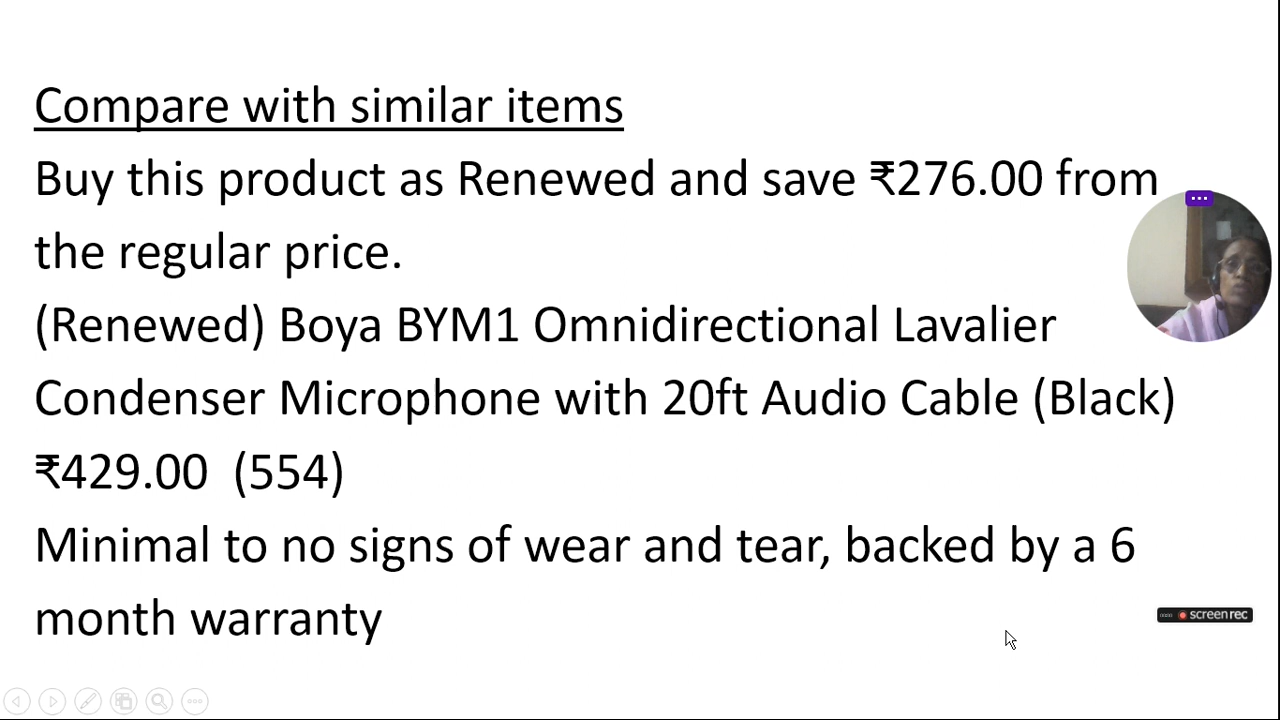 Compare with similar items
Buy this product as Renewed and save ₹276.00 from
the regular price.
(Renewed) Boya BYM1 Omnidirectional Lavalier
Condenser Microphone with 20ft Audio Cable (Black)
₹429.00  (554)
Minimal to no signs of wear and tear, backed by a 6
month warranty
screenrec